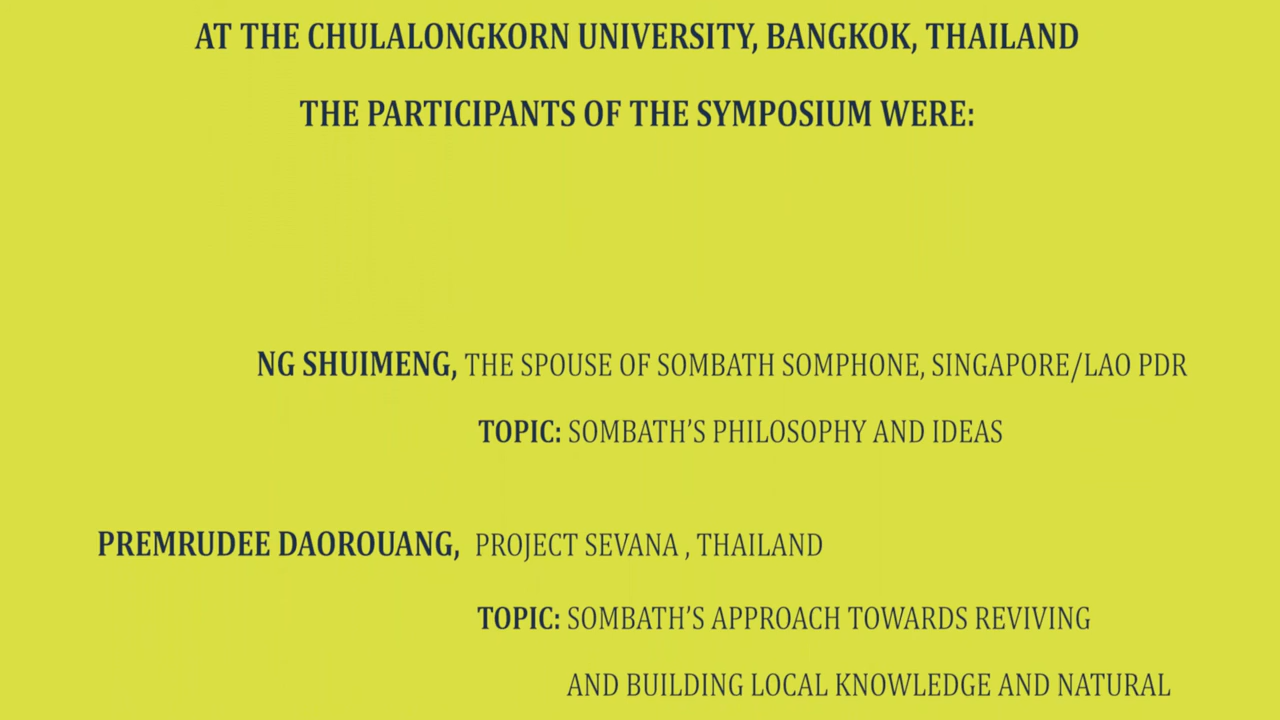 AT THE CHULALONGKORN UNIVERSITY, BANGKOK, THAILAND
THE PARTICIPANTS OF THE SYMPOSIUM WERE:
NG SHUIMENG, THE SPOUSE OF SOMBATH SOMPHONE, SINGAPORE/LAO PDR
TOPIC: SOMBATH’S PHILOSOPHY AND IDEAS
PREMRUDEE DAOROUANG, PROJECT SEVANA , THAILAND
TOPIC: SOMBATH’S APPROACH TOWARDS REVIVING
AND BUILDING LOCAL KNOWLEDGE AND NATURAL